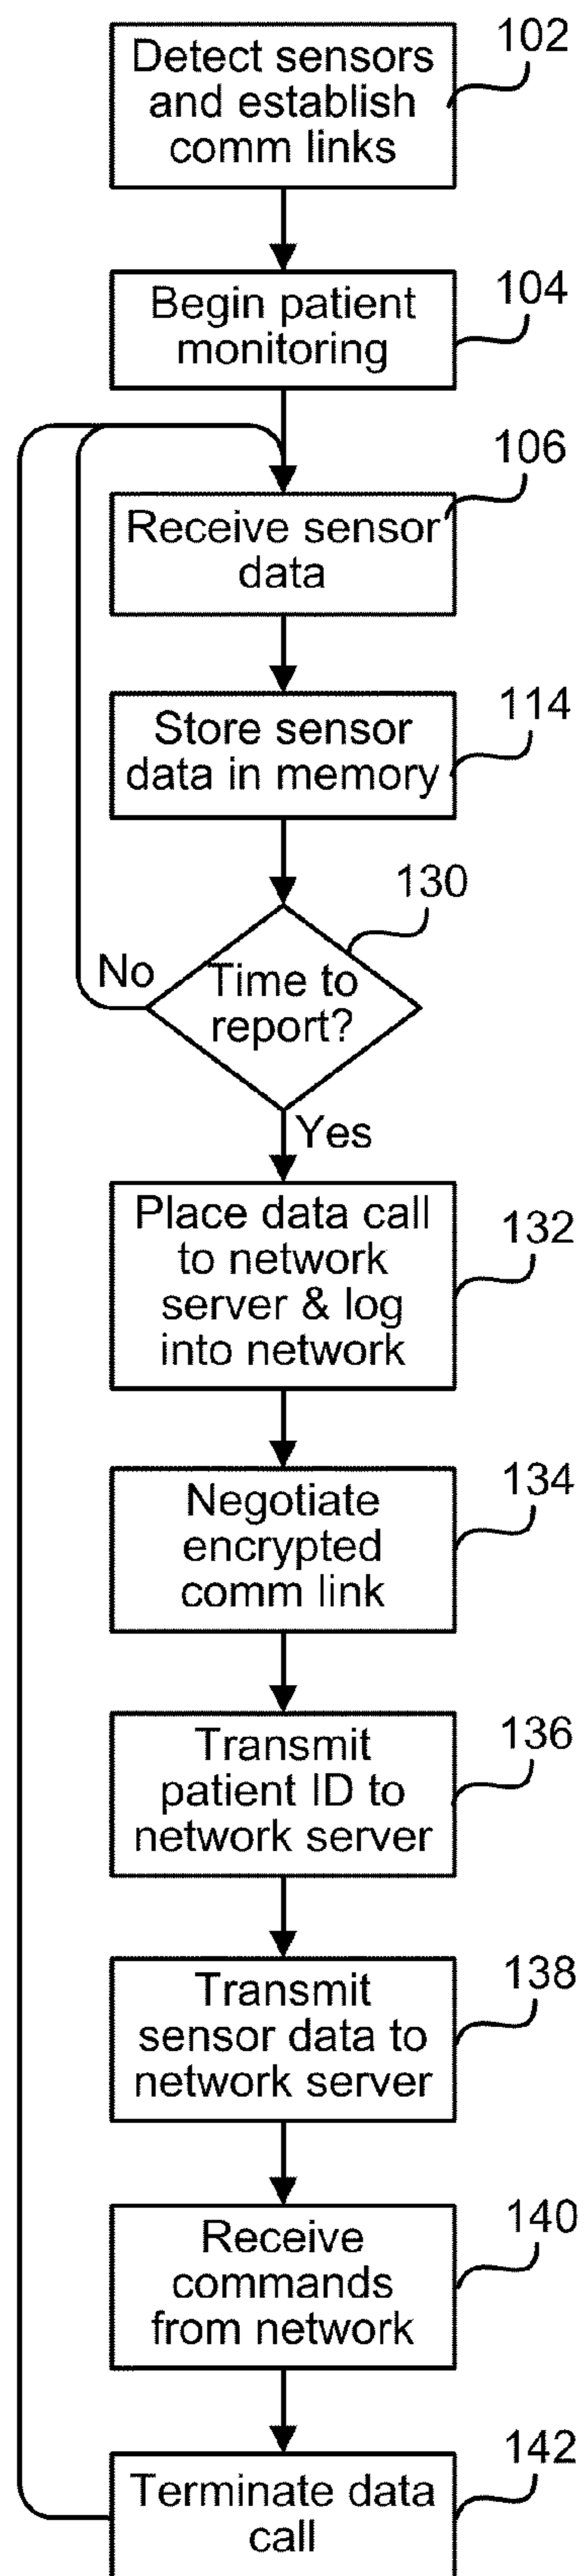 102
Detect sensors
and establish
comm links
104
Begin patient
monitoring
106
Receive sensor
data
114
Store sensor
data in memory
130
No
Time to
report?
Yes
132
Place data call
to network
server & log
into network
134
Negotiate
encrypted
comm link
136
Transmit
patient ID to
network server
138
Transmit
sensor data to
network server
140
Receive
commands
from network
142
Terminate data
call